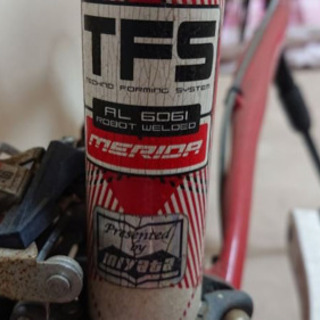 TFS
TECHNO FORMING SYSTEM
AL 6061
ROBOT WELDED
MERIDA
Presented
by
miyata